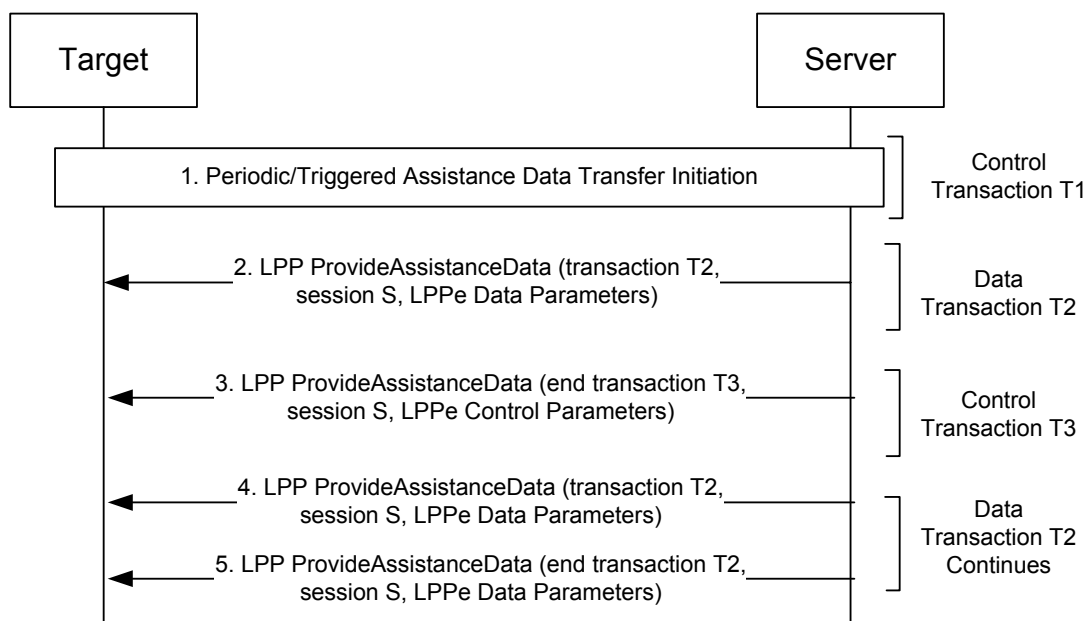 Target
Server
1. Periodic/Triggered Assistance Data Transfer Initiation
Control
Transaction T1
2. LPP ProvideAssistanceData (transaction T2,
session S, LPPe Data Parameters)
Data
Transaction T2
3. LPP ProvideAssistanceData (end transaction T3,
session S, LPPe Control Parameters)
Control
Transaction T3
4. LPP ProvideAssistanceData (transaction T2,
session S, LPPe Data Parameters)
5. LPP ProvideAssistanceData (end transaction T2,
session S, LPPe Data Parameters)
Data
Transaction T2
Continues